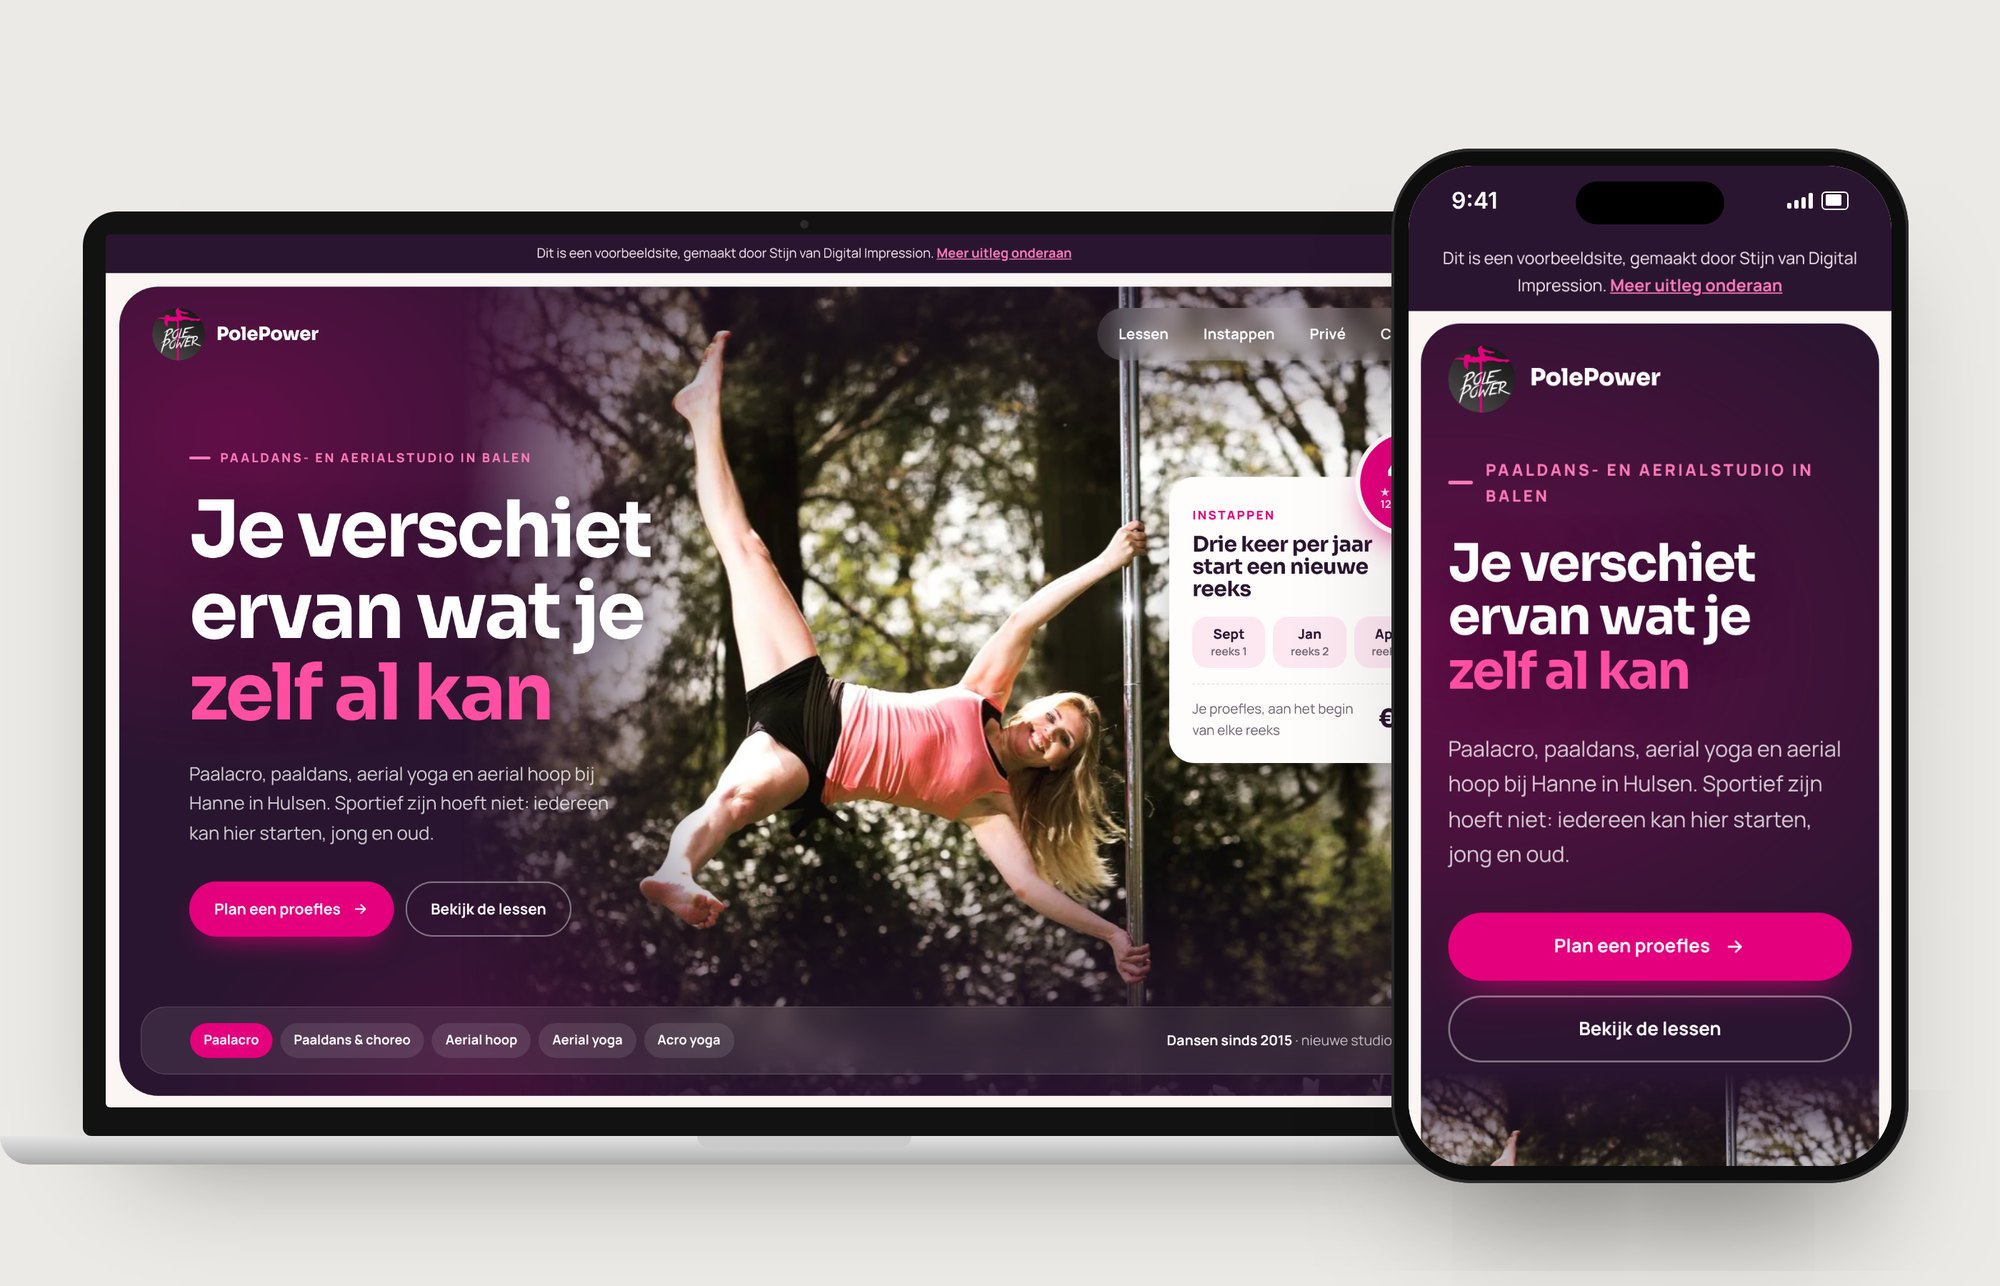 Dit is een voorbeeldsite, gemaakt door Stijn van Digital Impression. Meer uitleg onderaan
POLE POWER
PolePower
Lessen Instappen Privé C
PAALDANS- EN AERIALSTUDIO IN BALEN
Je verschiet
ervan wat je
zelf al kan
Paalacro, paaldans, aerial yoga en aerial hoop bij
Hanne in Hulsen. Sportief zijn hoeft niet: iedereen
kan hier starten, jong en oud.
Plan een proefles → Bekijk de lessen
INSTAPPEN
Drie keer per jaar
start een nieuwe
reeks
Sept Jan Ap
reeks 1 reeks 2 reek
Je proefles, aan het begin
van elke reeks
€
★
12
Paalacro Paaldans & choreo Aerial hoop Aerial yoga Acro yoga
Dansen sinds 2015 · nieuwe studio
9:41
Dit is een voorbeeldsite, gemaakt door Stijn van Digital
Impression. Meer uitleg onderaan
POLE POWER
PolePower
PAALDANS- EN AERIALSTUDIO IN
BALEN
Je verschiet
ervan wat je
zelf al kan
Paalacro, paaldans, aerial yoga en aerial
hoop bij Hanne in Hulsen. Sportief zijn
hoeft niet: iedereen kan hier starten,
jong en oud.
Plan een proefles →
Bekijk de lessen